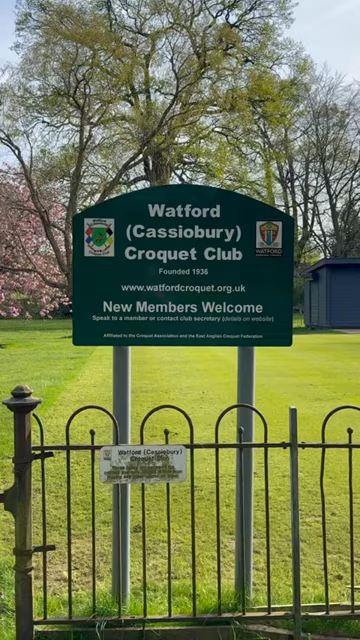 Watford
(Cassiobury)
Croquet Club
WATFORD
Founded 1936
www.watfordcroquet.org.uk
New Members Welcome
Speak to a member or contact club secretary (details on website)
Affiliated to the Croquet Association and the East Anglian Croquet Federation
Watford (Cassiobury)
Croquet Club